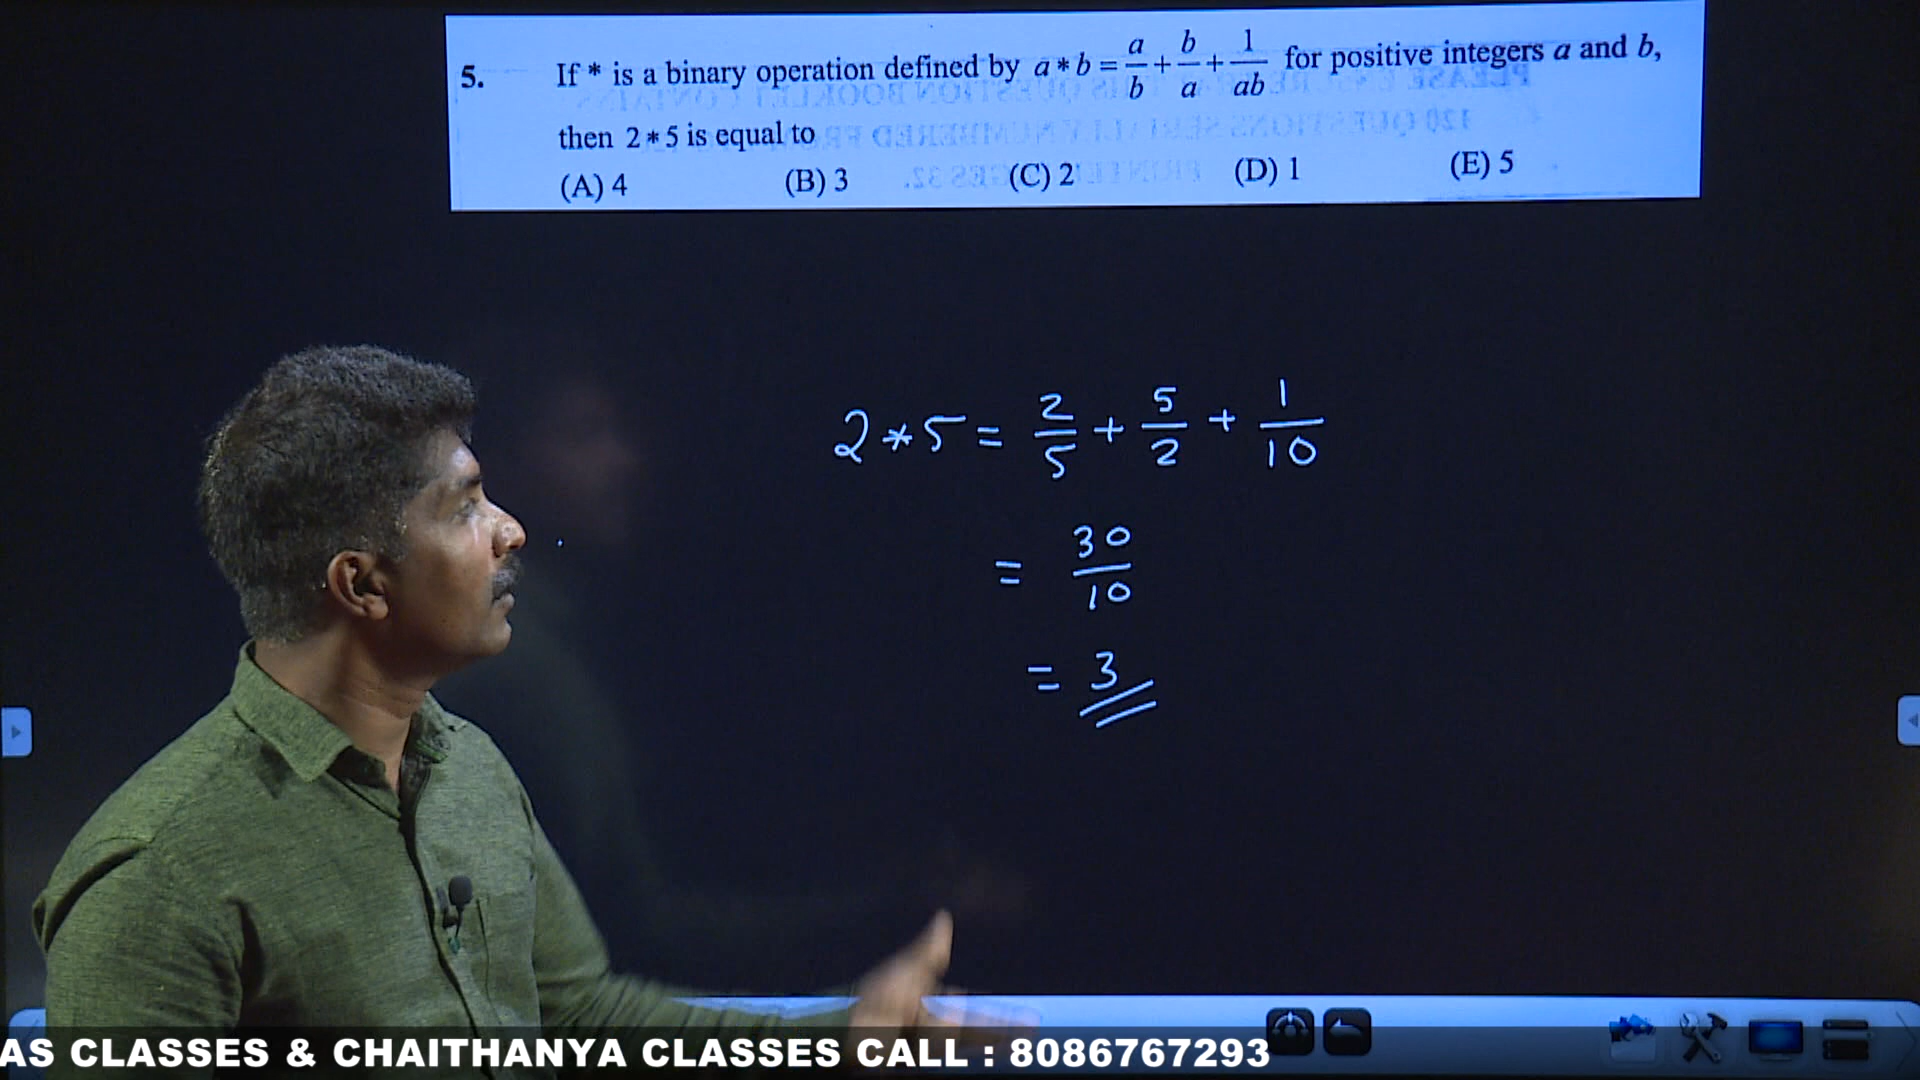 5. If * is a binary operation defined by a * b = a/b + b/a + 1/ab for positive integers a and b,
then 2 * 5 is equal to
(A) 4 (B) 3 (C) 2 (D) 1 (E) 5
2 * 5 = 2/5 + 5/2 + 1/10
= 30/10
= 3
AS CLASSES & CHAITHANYA CLASSES CALL : 8086767293